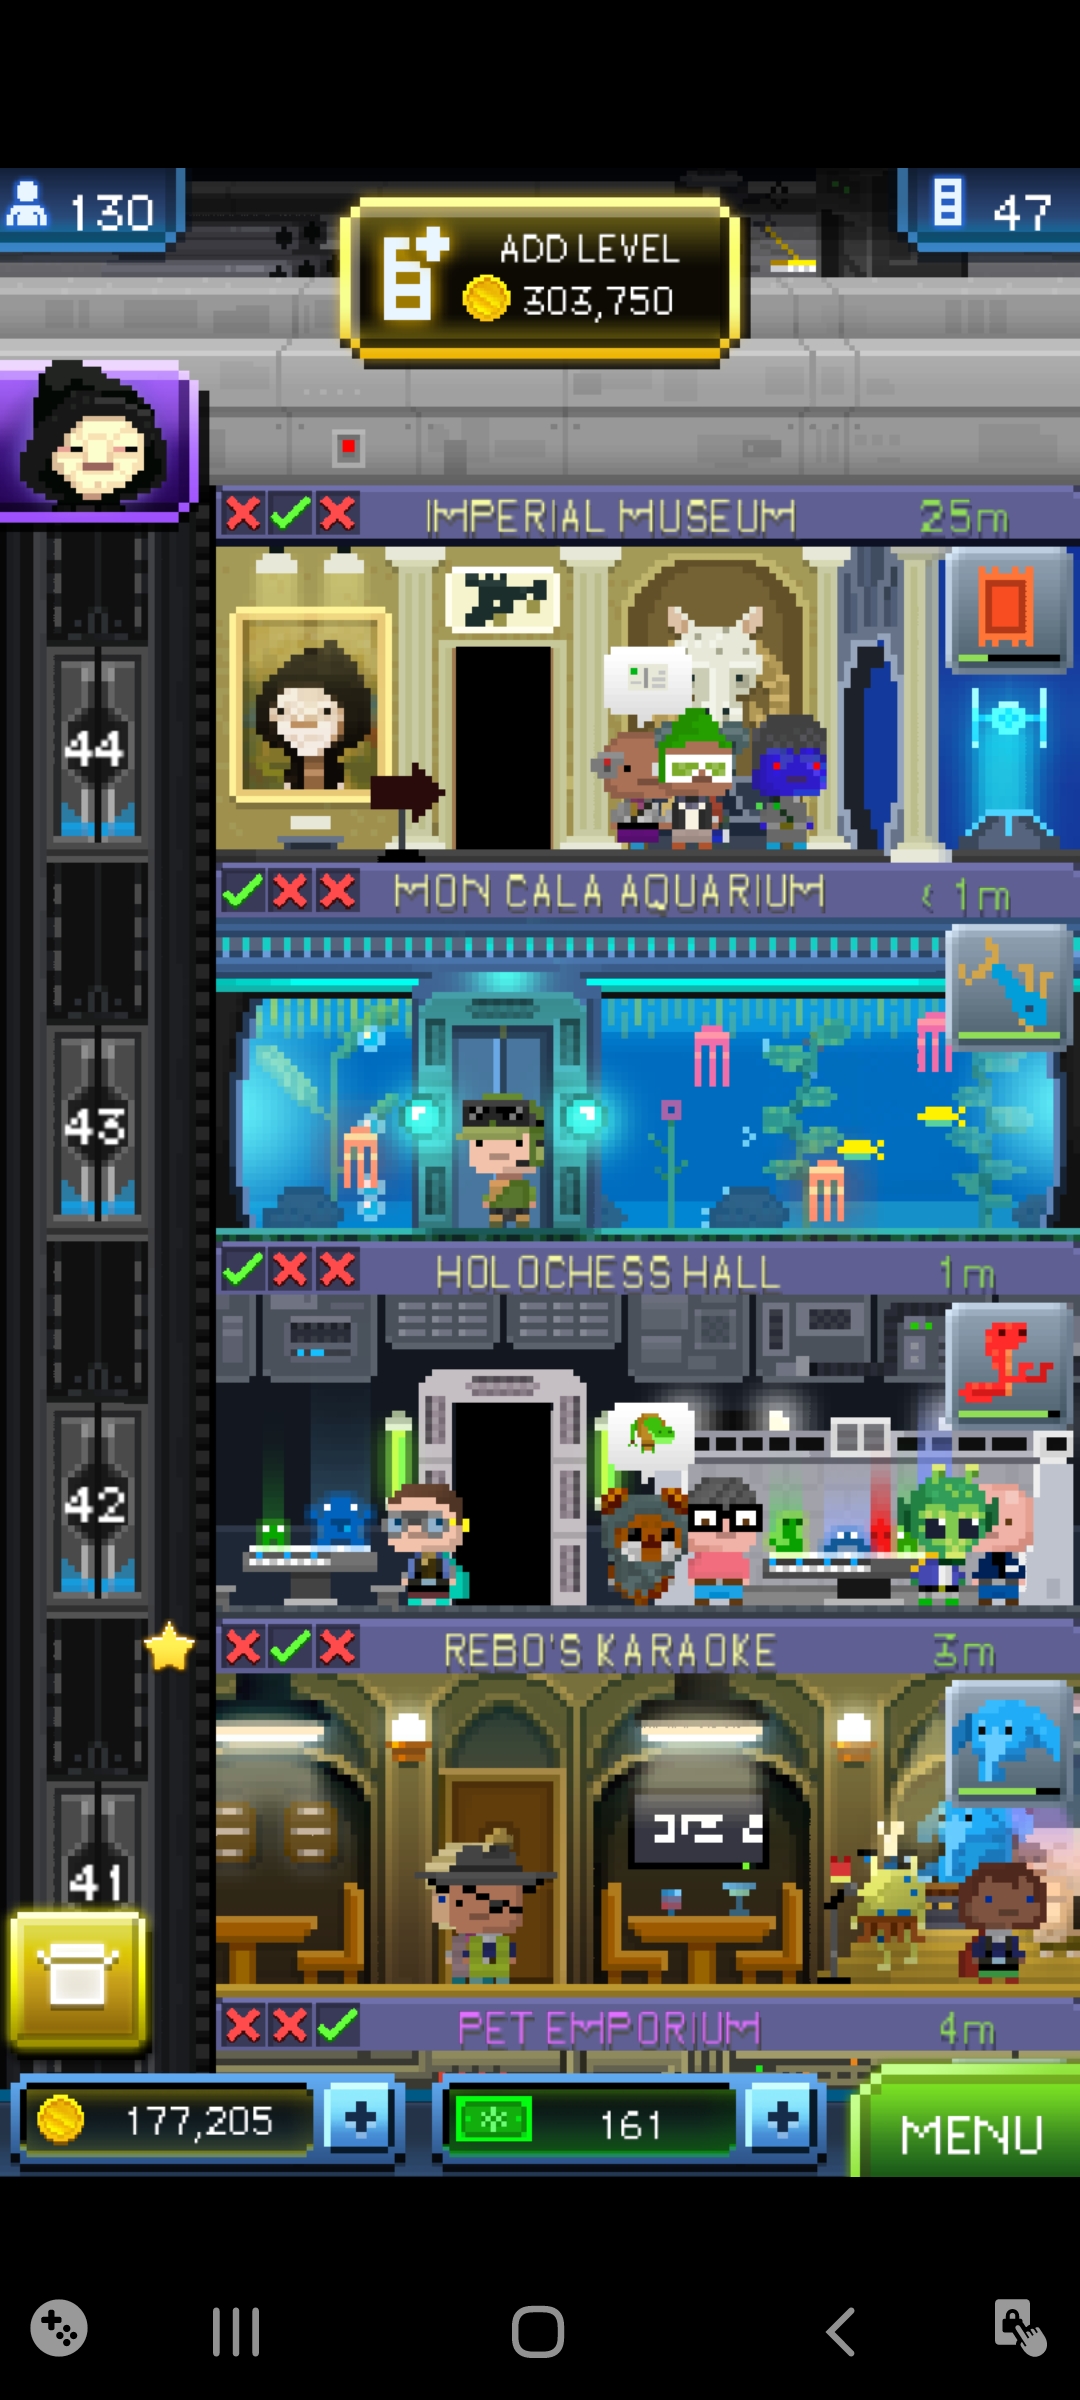 130
47
ADD LEVEL
303,750
IMPERIAL MUSEUM 25m
44
MON CALA AQUARIUM < 1m
43
HOLOCHESS HALL 1m
42
REBO'S KARAOKE 3m
41
PET EMPORIUM 4m
177,205
161
MENU